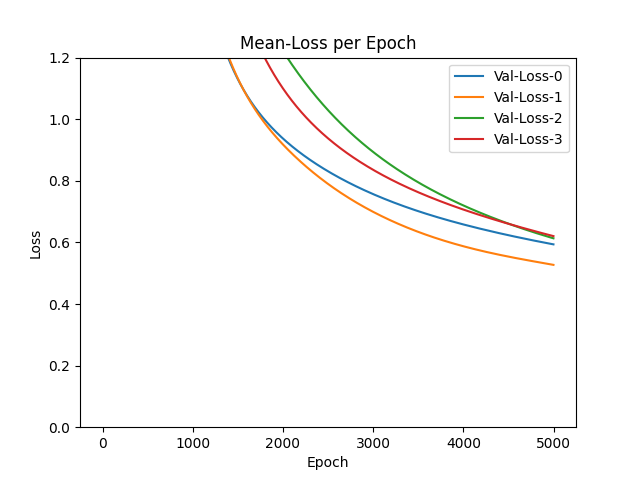 Mean-Loss per Epoch
1.2
1.0
0.8
0.6
0.4
0.2
0.0
Loss
Val-Loss-0
Val-Loss-1
Val-Loss-2
Val-Loss-3
0 1000 2000 3000 4000 5000
Epoch